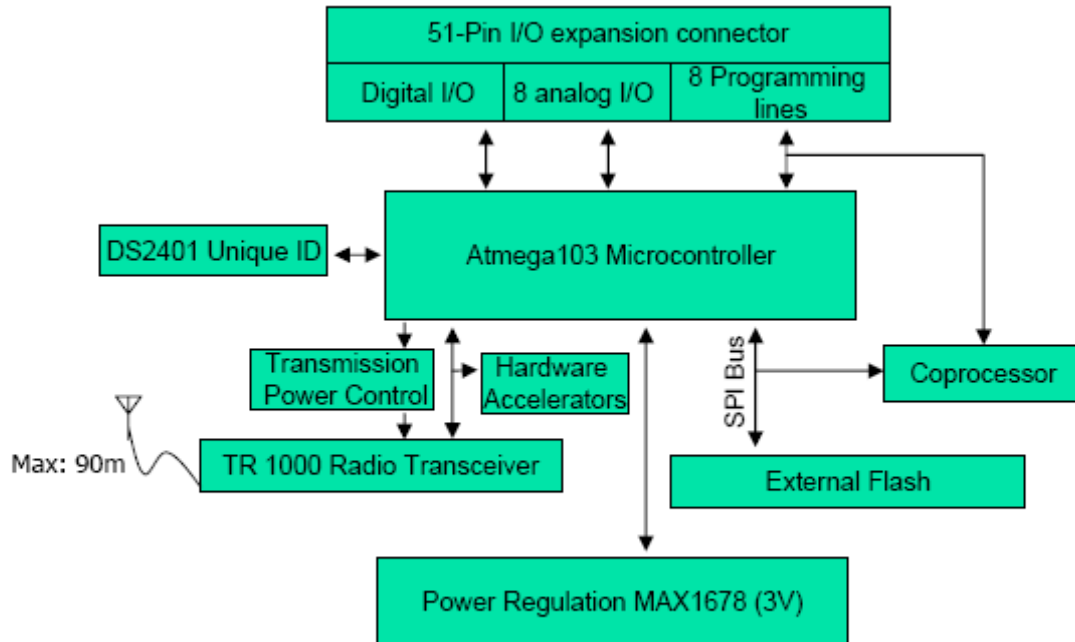 51-Pin I/O expansion connector
Digital I/O
8 analog I/O
8 Programming
lines
DS2401 Unique ID
Atmega103 Microcontroller
Transmission
Power Control
Hardware
Accelerators
SPI Bus
Coprocessor
Max: 90m
TR 1000 Radio Transceiver
External Flash
Power Regulation MAX1678 (3V)